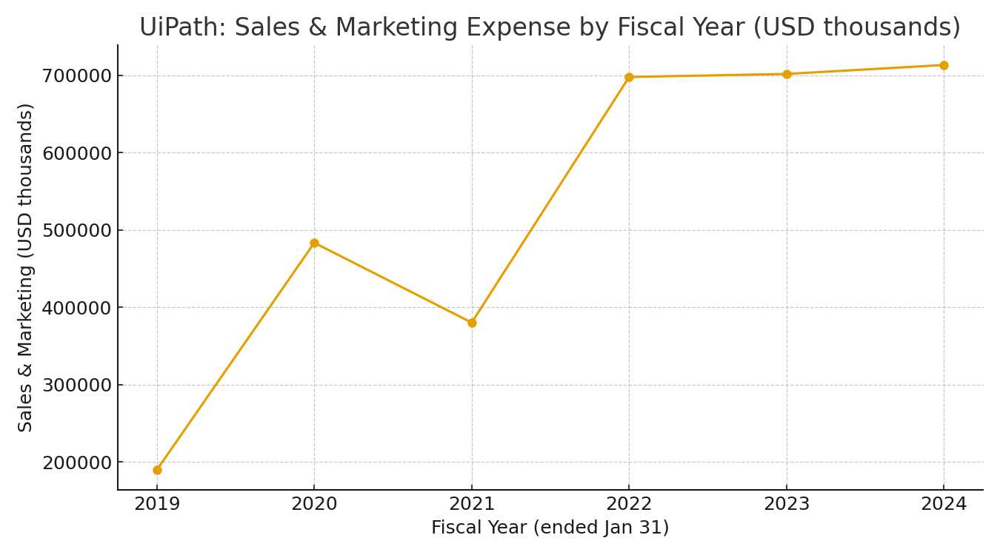 UiPath: Sales & Marketing Expense by Fiscal Year (USD thousands)
Sales & Marketing (USD thousands)
700000
600000
500000
400000
300000
200000
2019 2020 2021 2022 2023 2024
Fiscal Year (ended Jan 31)